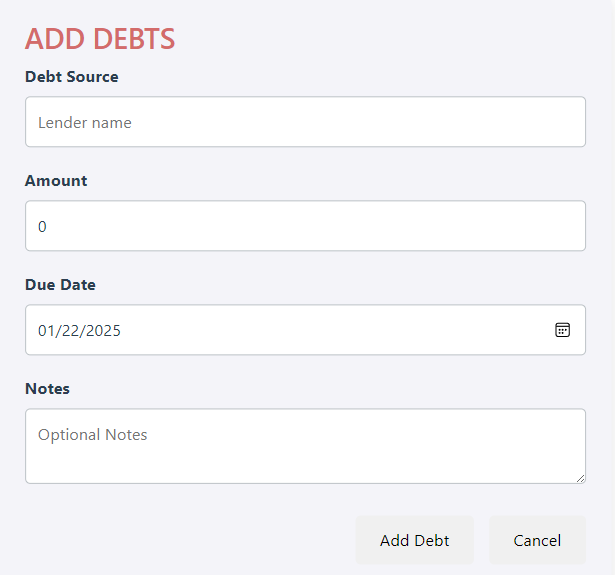 ADD DEBTS
Debt Source
Lender name
Amount
0
Due Date
01/22/2025
Notes
Optional Notes
Add Debt Cancel